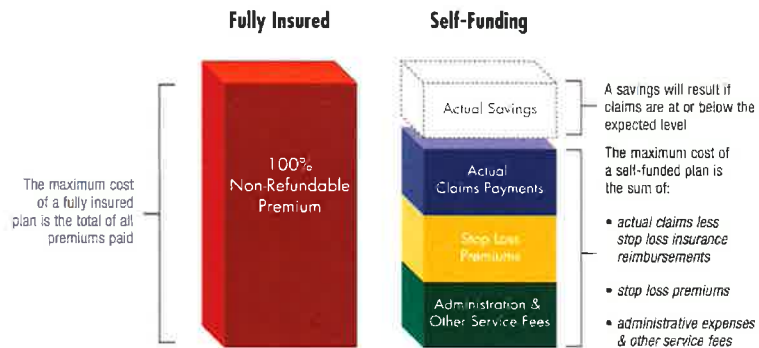 Fully Insured
Self-Funding
The maximum cost
of a fully insured
plan is the total of all
premiums paid
100%
Non-Refundable
Premium
Actual Savings
Actual
Claims Payments
Stop Loss
Premiums
Administration &
Other Service Fees
A savings will result if
claims are at or below the
expected level
The maximum cost of
a self-funded plan is
the sum of:
• actual claims less
stop loss insurance
reimbursements
• stop loss premiums
• administrative expenses
& other service fees